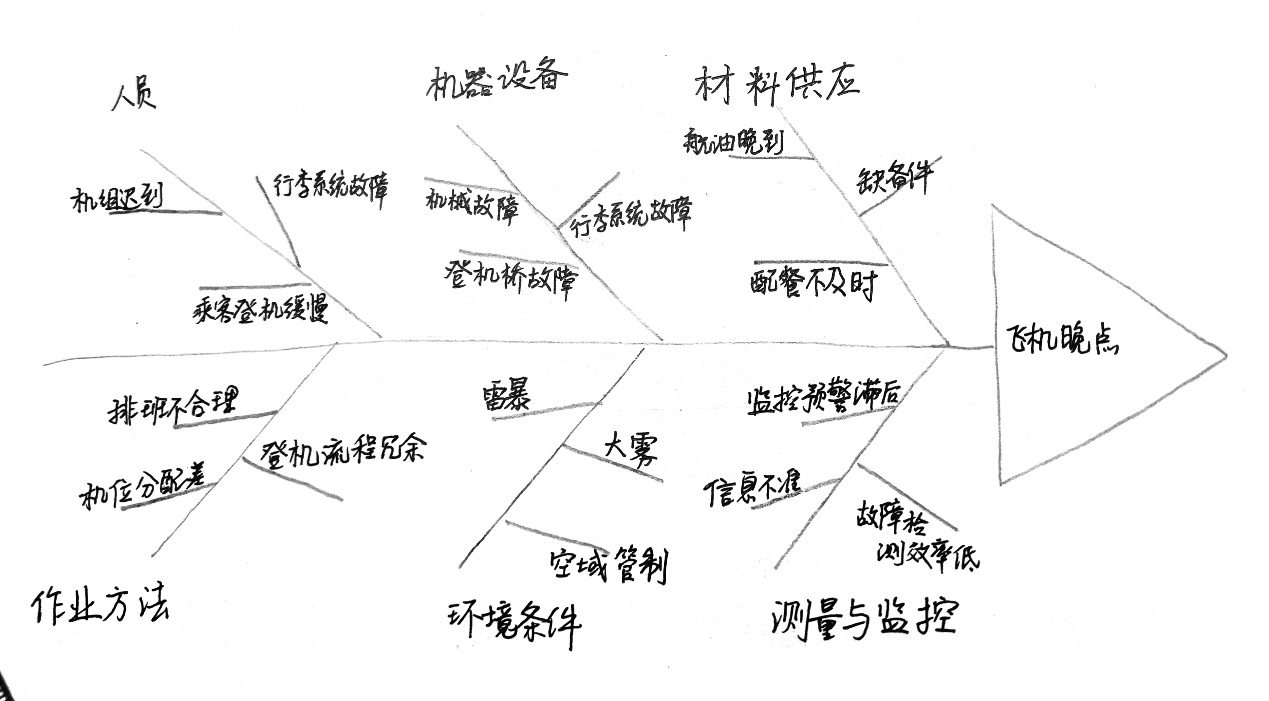 人员
机器设备
材料供应
机组迟到
行李系统故障
乘客登机缓慢
机械故障
行李系统故障
登机桥故障
航油晚到
缺备件
配餐不及时
飞机晚点
排班不合理
登机流程冗余
机位分配差
雷暴
大雾
空域管制
监控预警滞后
信息不准
故障检
测效率低
作业方法
环境条件
测量与监控